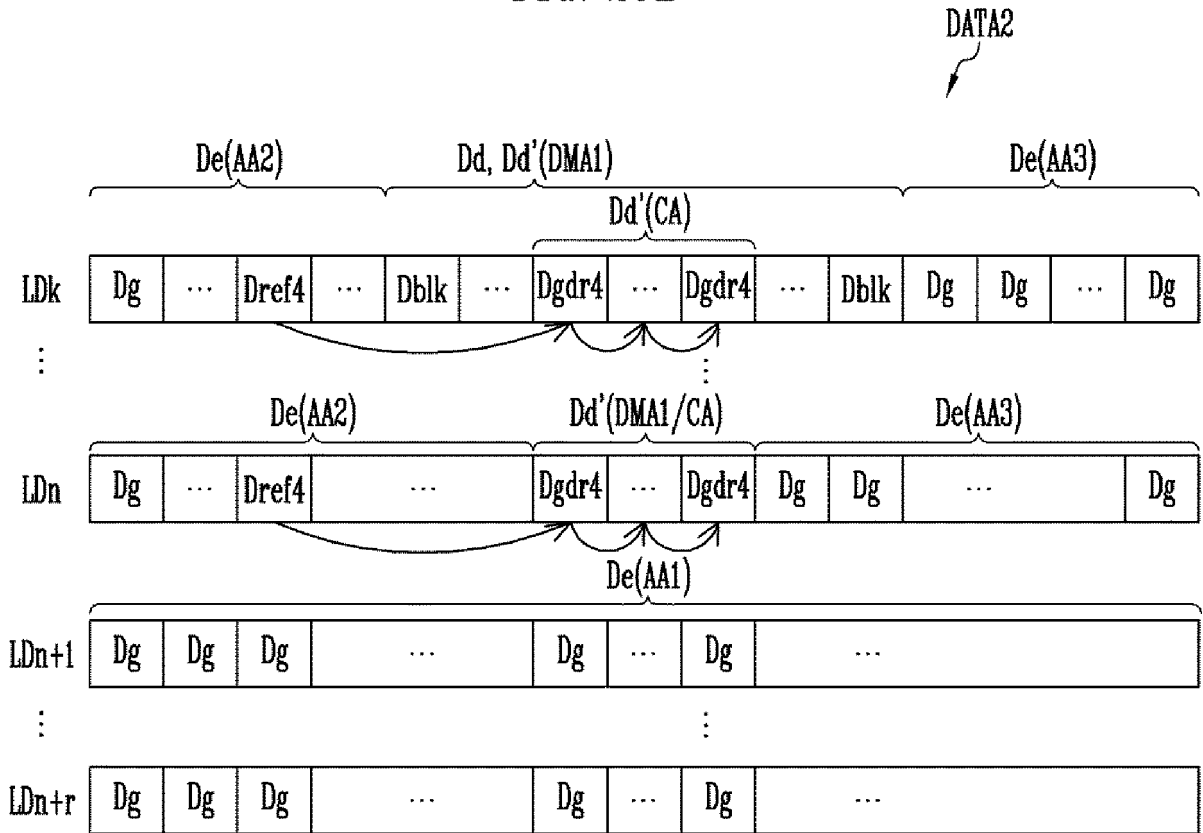 DATA2
De(AA2) Dd, Dd'(DMA1) De(AA3)
Dd'(CA)
LDk Dg ... Dref4 ... Dblk ... Dgdr4 ... Dgdr4 ... Dblk Dg Dg ... Dg
⋮ ⋮
De(AA2) Dd'(DMA1/CA) De(AA3)
LDn Dg ... Dref4 ... Dgdr4 ... Dgdr4 Dg Dg ... Dg
De(AA1)
LDn+1 Dg Dg Dg ... Dg ... Dg ...
⋮ ⋮
LDn+r Dg Dg Dg ... Dg ... Dg ...